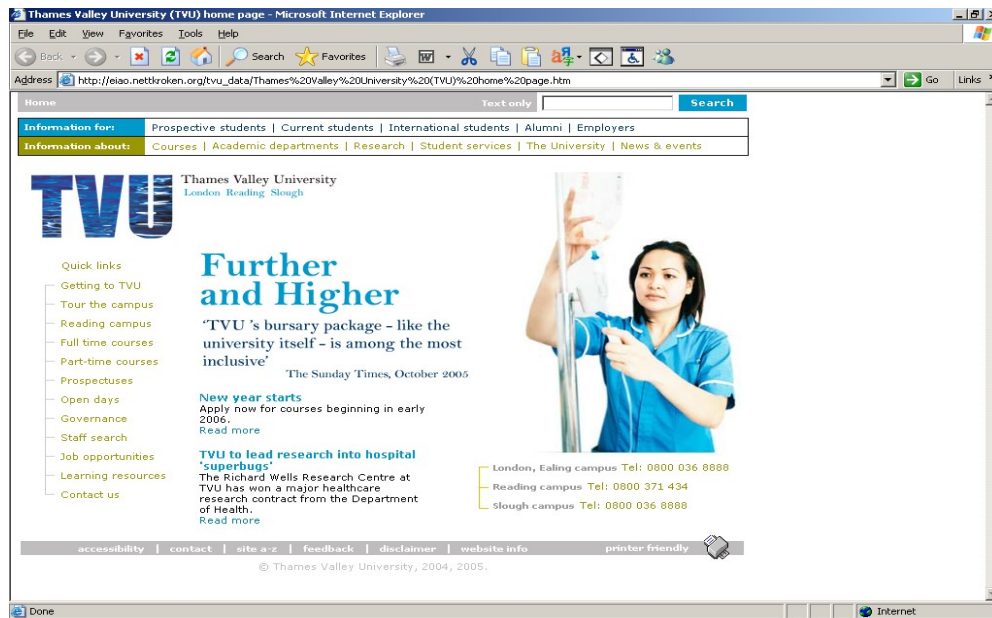 Thames Valley University (TVU) home page - Microsoft Internet Explorer
File Edit View Favorites Tools Help
Back Search Favorites
Address http://eiao.nettkroken.org/tvu_data/Thames%20Valley%20University%20(TVU)%20home%20page.htm Go Links
Home Text only Search
Information for: Prospective students | Current students | International students | Alumni | Employers
Information about: Courses | Academic departments | Research | Student services | The University | News & events
TVU
Thames Valley University
London Reading Slough
Quick links
Getting to TVU
Tour the campus
Reading campus
Full time courses
Part-time courses
Prospectuses
Open days
Governance
Staff search
Job opportunities
Learning resources
Contact us
Further
and Higher
‘TVU ’s bursary package – like the
university itself – is among the most
inclusive’
The Sunday Times, October 2005
New year starts
Apply now for courses beginning in early
2006.
Read more
TVU to lead research into hospital
'superbugs'
The Richard Wells Research Centre at
TVU has won a major healthcare
research contract from the Department
of Health.
Read more
London, Ealing campus Tel: 0800 036 8888
Reading campus Tel: 0800 371 434
Slough campus Tel: 0800 036 8888
accessibility | contact | site a-z | feedback | disclaimer | website info printer friendly
© Thames Valley University, 2004, 2005.
Done Internet